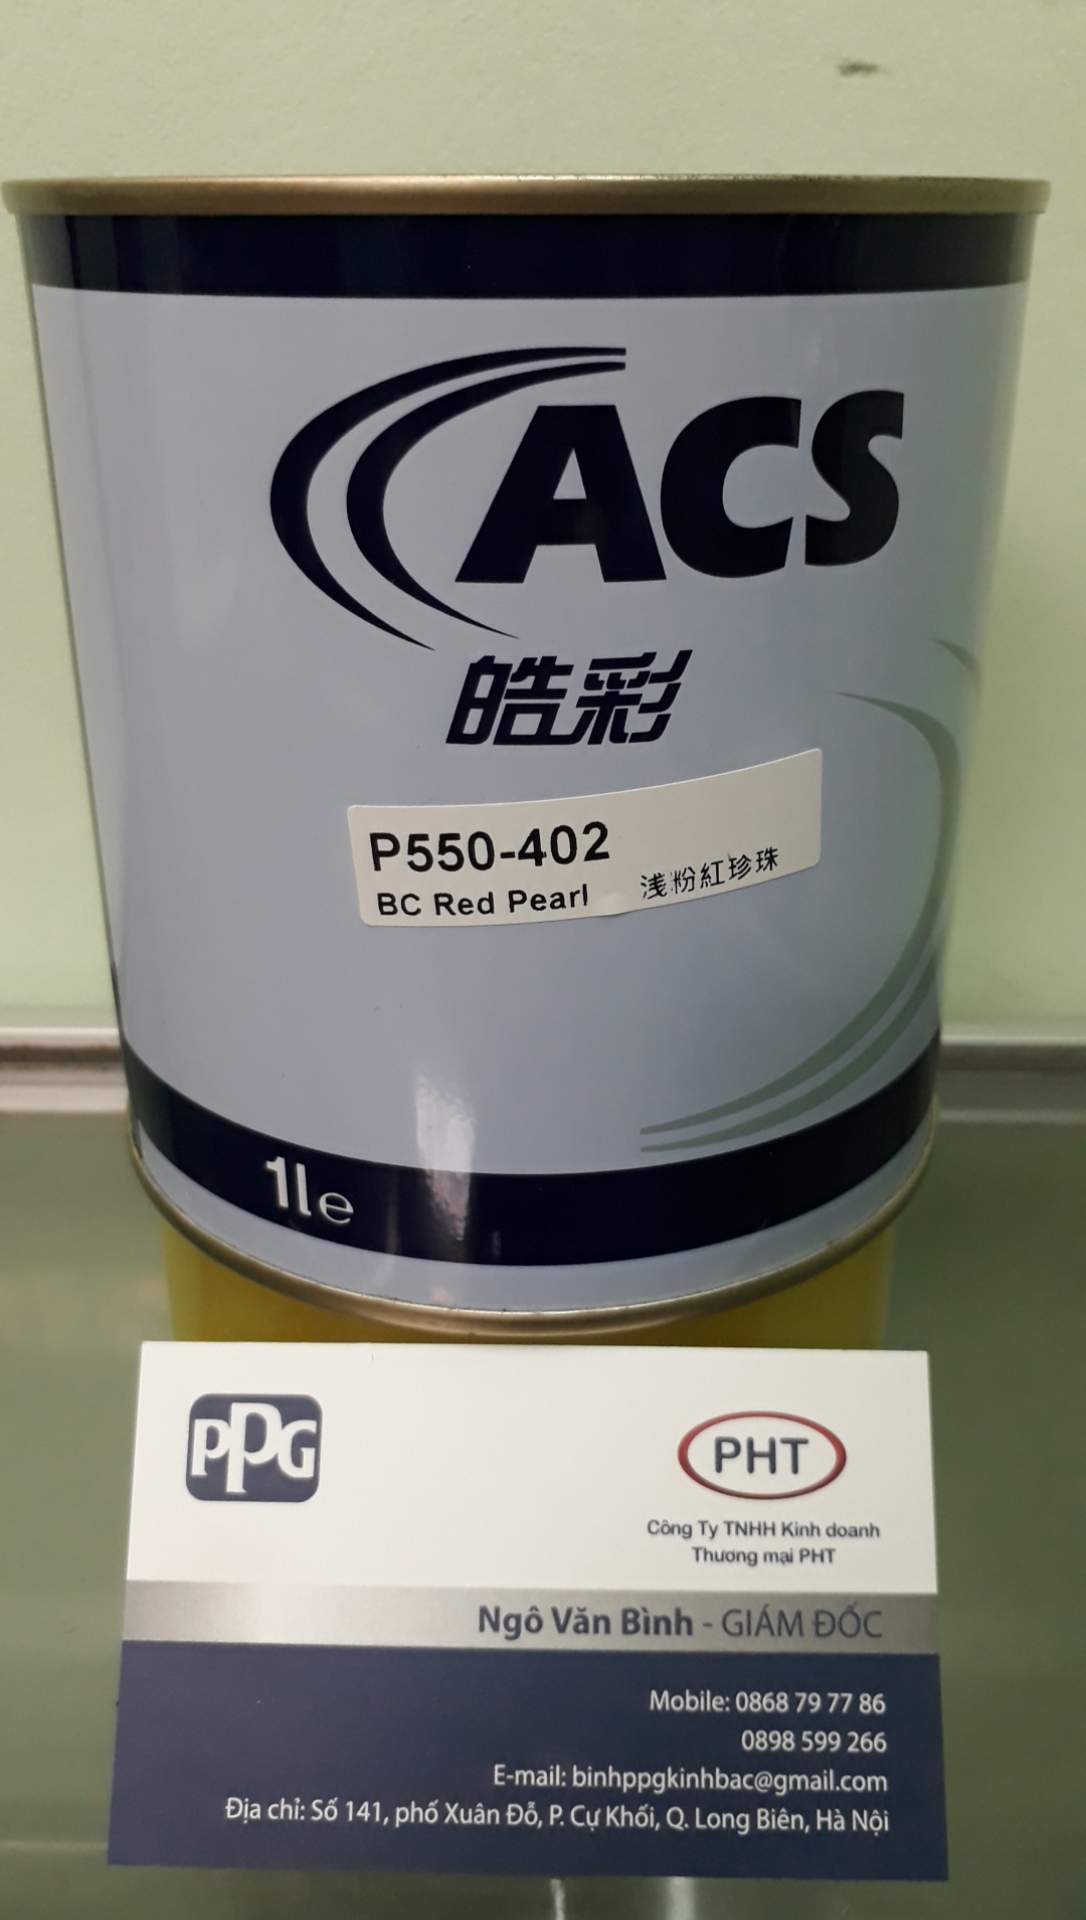 ACS
皓彩
P550-402
BC Red Pearl 浅粉紅珍珠
1le
PPG
PHT
Công Ty TNHH Kinh doanh
Thương mại PHT
Ngô Văn Bình - GIÁM ĐỐC
Mobile: 0868 79 77 86
0898 599 266
E-mail: binhppgkinhbac@gmail.com
Địa chỉ: Số 141, phố Xuân Đỗ, P. Cự Khối, Q. Long Biên, Hà Nội